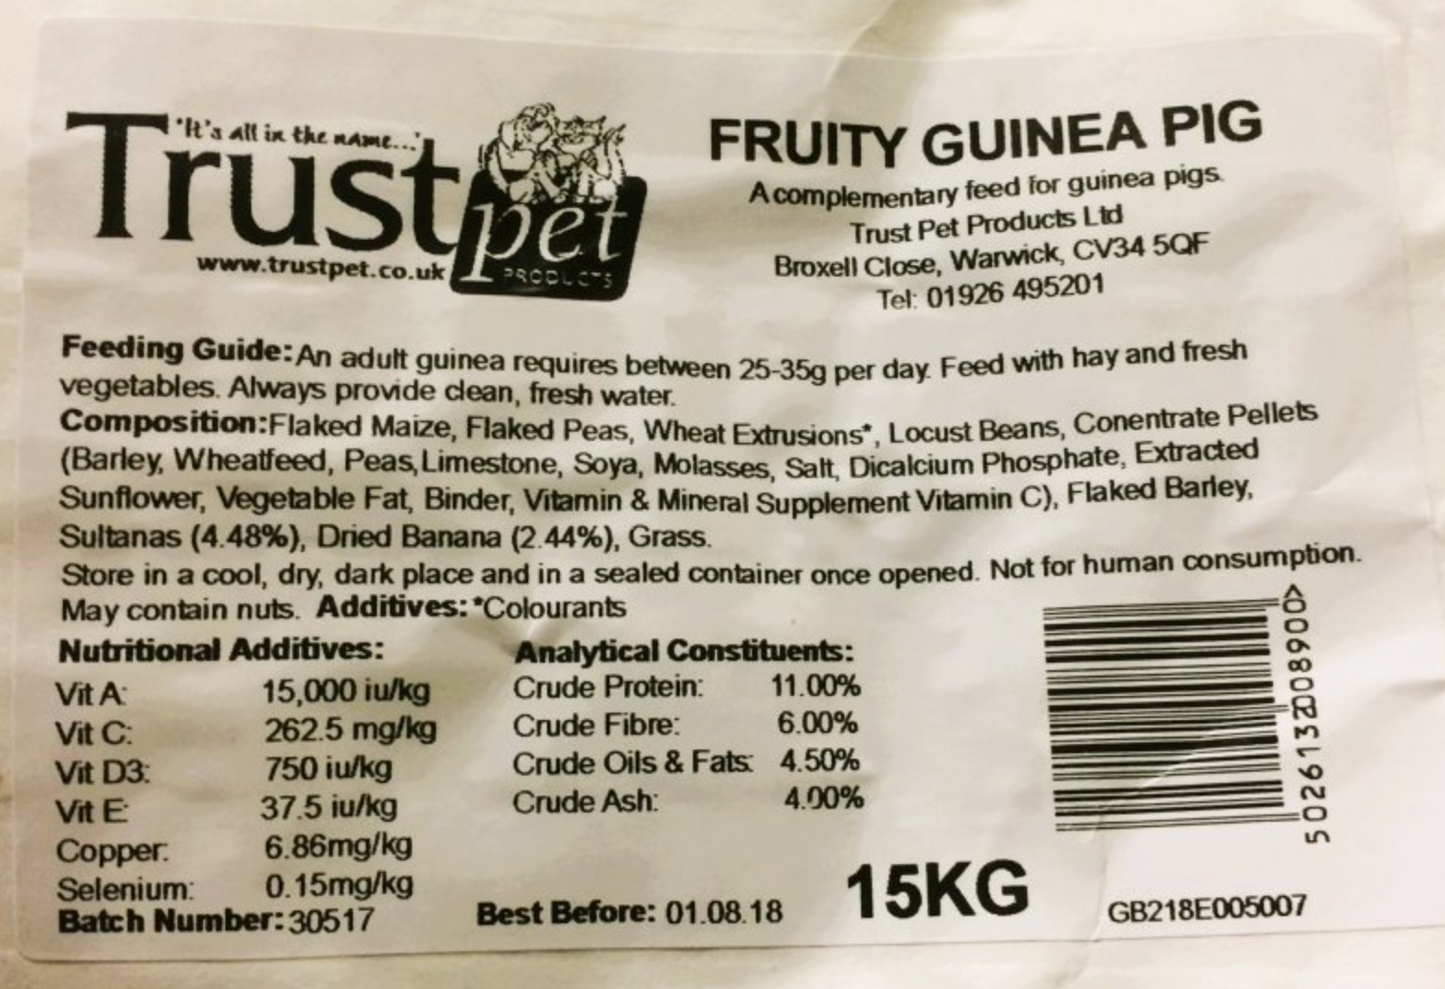 'It's all in the name...'
Trust pet
PRODUCTS
www.trustpet.co.uk
FRUITY GUINEA PIG
A complementary feed for guinea pigs.
Trust Pet Products Ltd
Broxell Close, Warwick, CV34 5QF
Tel: 01926 495201
Feeding Guide: An adult guinea requires between 25-35g per day. Feed with hay and fresh
vegetables. Always provide clean, fresh water.
Composition: Flaked Maize, Flaked Peas, Wheat Extrusions*, Locust Beans, Conentrate Pellets
(Barley, Wheatfeed, Peas, Limestone, Soya, Molasses, Salt, Dicalcium Phosphate, Extracted
Sunflower, Vegetable Fat, Binder, Vitamin & Mineral Supplement Vitamin C), Flaked Barley,
Sultanas (4.48%), Dried Banana (2.44%), Grass.
Store in a cool, dry, dark place and in a sealed container once opened. Not for human consumption.
May contain nuts. Additives: *Colourants
Nutritional Additives:
Vit A: 15,000 iu/kg
Vit C: 262.5 mg/kg
Vit D3: 750 iu/kg
Vit E: 37.5 iu/kg
Copper: 6.86mg/kg
Selenium: 0.15mg/kg
Analytical Constituents:
Crude Protein: 11.00%
Crude Fibre: 6.00%
Crude Oils & Fats: 4.50%
Crude Ash: 4.00%
Batch Number: 30517
Best Before: 01.08.18
15KG
GB218E005007